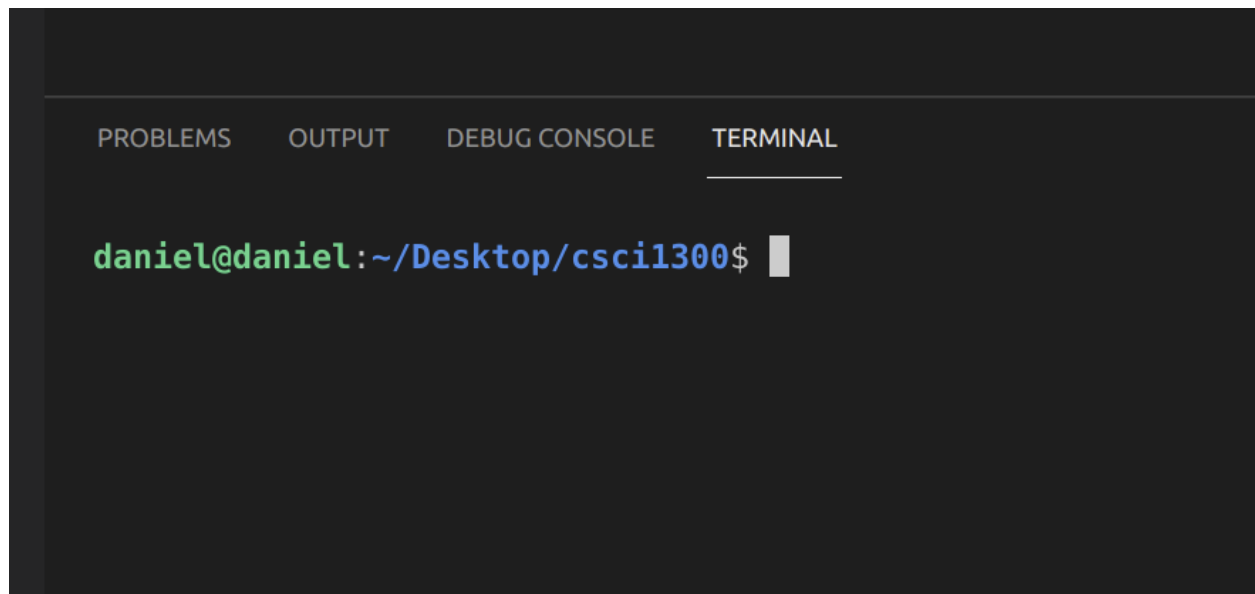 PROBLEMS OUTPUT DEBUG CONSOLE TERMINAL
daniel@daniel:~/Desktop/csci1300$